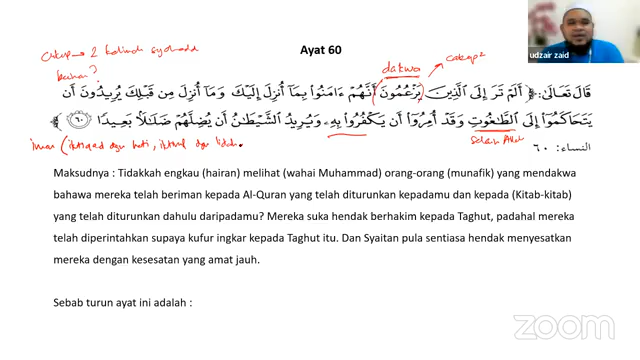 Cukup → 2 kalimah syahadah
Ayat 60
udzair zaid
dakwa
cakap²
heiran?
قَالَ تَعَالَىٰ: ﴿ أَلَمْ تَرَ إِلَى ٱلَّذِينَ يَزْعُمُونَ أَنَّهُمْ ءَامَنُوا۟ بِمَآ أُنزِلَ إِلَيْكَ وَمَآ أُنزِلَ مِن قَبْلِكَ يُرِيدُونَ أَن
يَتَحَاكَمُوٓا۟ إِلَى ٱلطَّـٰغُوتِ وَقَدْ أُمِرُوٓا۟ أَن يَكْفُرُوا۟ بِهِۦ وَيُرِيدُ ٱلشَّيْطَـٰنُ أَن يُضِلَّهُمْ ضَلَـٰلًۢا بَعِيدًا ٦٠ ﴾
النساء: ٦٠
iman (iktiqad dgn hati, dgn lidah
selain Allah
Maksudnya : Tidakkah engkau (hairan) melihat (wahai Muhammad) orang-orang (munafik) yang mendakwa
bahawa mereka telah beriman kepada Al-Quran yang telah diturunkan kepadamu dan kepada (Kitab-kitab)
yang telah diturunkan dahulu daripadamu? Mereka suka hendak berhakim kepada Taghut, padahal mereka
telah diperintahkan supaya kufur ingkar kepada Taghut itu. Dan Syaitan pula sentiasa hendak menyesatkan
mereka dengan kesesatan yang amat jauh.
Sebab turun ayat ini adalah :
zoom